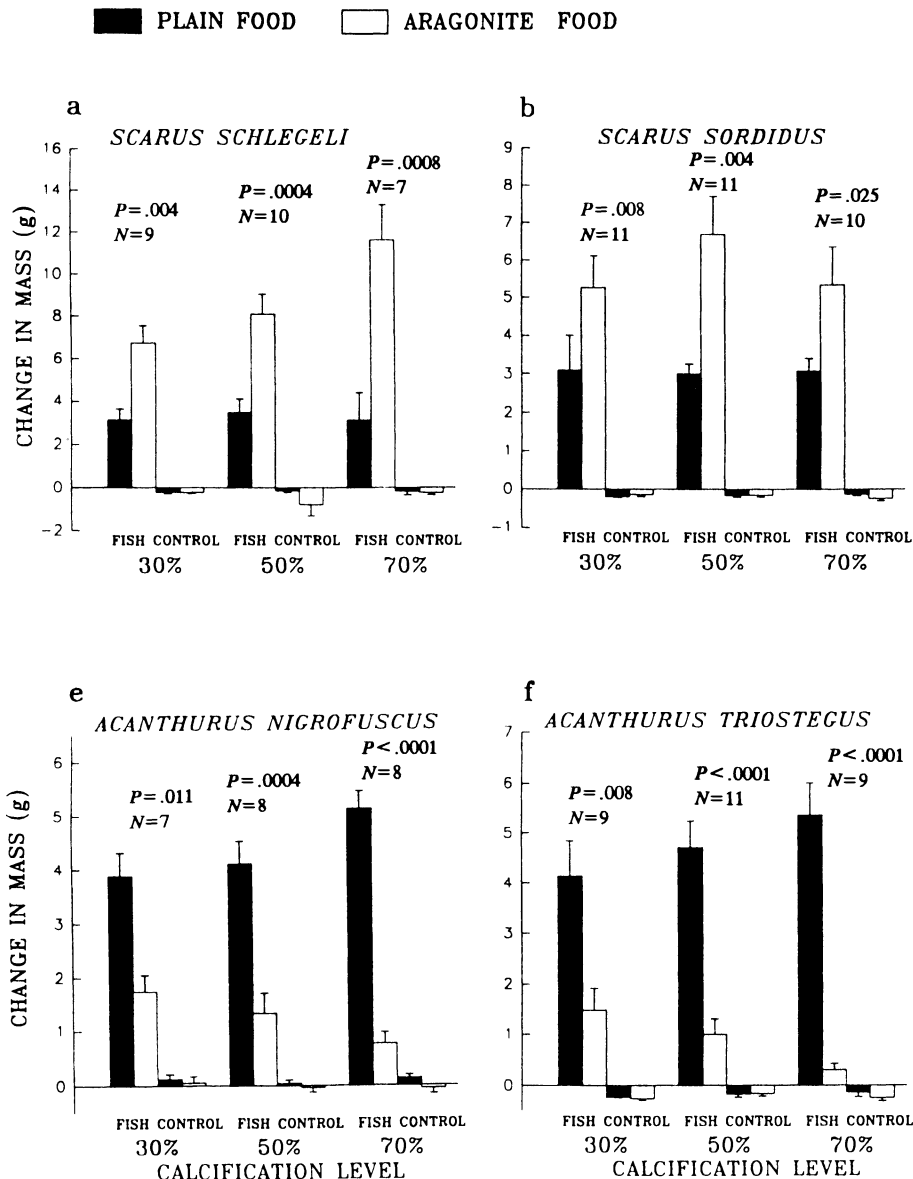 PLAIN FOOD ARAGONITE FOOD
a
SCARUS SCHLEGELI
CHANGE IN MASS (g)
16
14
12
10
8
6
4
2
0
−2
P=.004
N=9
P=.0004
N=10
P=.0008
N=7
FISH CONTROL FISH CONTROL FISH CONTROL
30% 50% 70%
b
SCARUS SORDIDUS
9
8
7
6
5
4
3
2
1
0
−1
P=.008
N=11
P=.004
N=11
P=.025
N=10
FISH CONTROL FISH CONTROL FISH CONTROL
30% 50% 70%
e
ACANTHURUS NIGROFUSCUS
CHANGE IN MASS (g)
6
5
4
3
2
1
0
P=.011
N=7
P=.0004
N=8
P<.0001
N=8
FISH CONTROL FISH CONTROL FISH CONTROL
30% 50% 70%
CALCIFICATION LEVEL
f
ACANTHURUS TRIOSTEGUS
7
6
5
4
3
2
1
0
P=.008
N=9
P<.0001
N=11
P<.0001
N=9
FISH CONTROL FISH CONTROL FISH CONTROL
30% 50% 70%
CALCIFICATION LEVEL